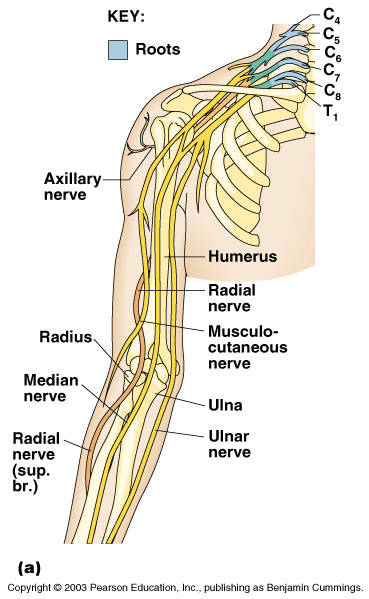 KEY:
Roots
C4
C5
C6
C7
C8
T1
Axillary
nerve
Humerus
Radial
nerve
Musculo-
cutaneous
nerve
Radius
Median
nerve
Ulna
Radial
nerve
(sup.
br.)
Ulnar
nerve
(a)
Copyright © 2003 Pearson Education, Inc., publishing as Benjamin Cummings.